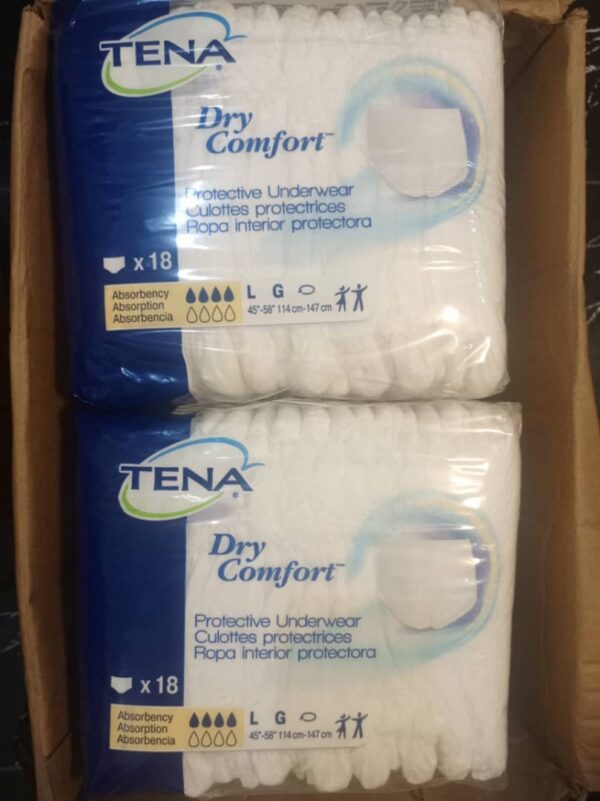 TENA
Dry
Comfort™
Protective Underwear
Culottes protectrices
Ropa interior protectora
x 18
Absorbency
Absorption
Absorbencia
L G
45"-58" 114 cm-147 cm
TENA®
Dry
Comfort™
Protective Underwear
Culottes protectrices
Ropa interior protectora
x 18
Absorbency
Absorption
Absorbencia
L G
45"-58" 114 cm-147 cm